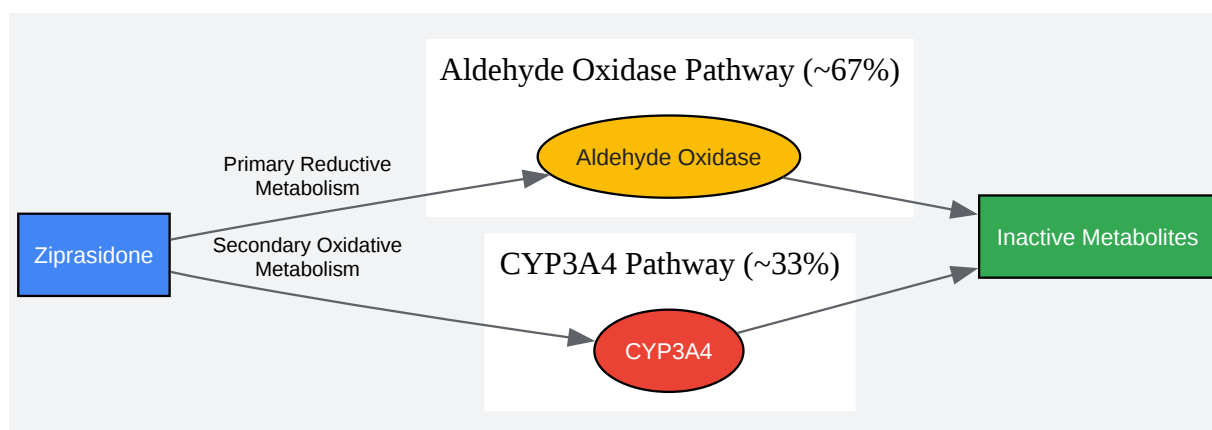 Aldehyde Oxidase Pathway (~67%)
Aldehyde Oxidase
Primary Reductive
Metabolism
Ziprasidone
Secondary Oxidative
Metabolism
CYP3A4 Pathway (~33%)
CYP3A4
Inactive Metabolites